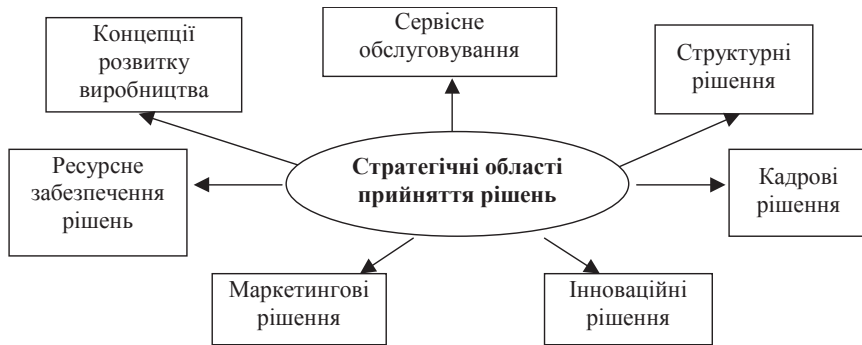 Концепції
розвитку
виробництва
Сервісне
обслуговування
Структурні
рішення
Ресурсне
забезпечення
рішень
Стратегічні області
прийняття рішень
Кадрові
рішення
Маркетингові
рішення
Інноваційні
рішення